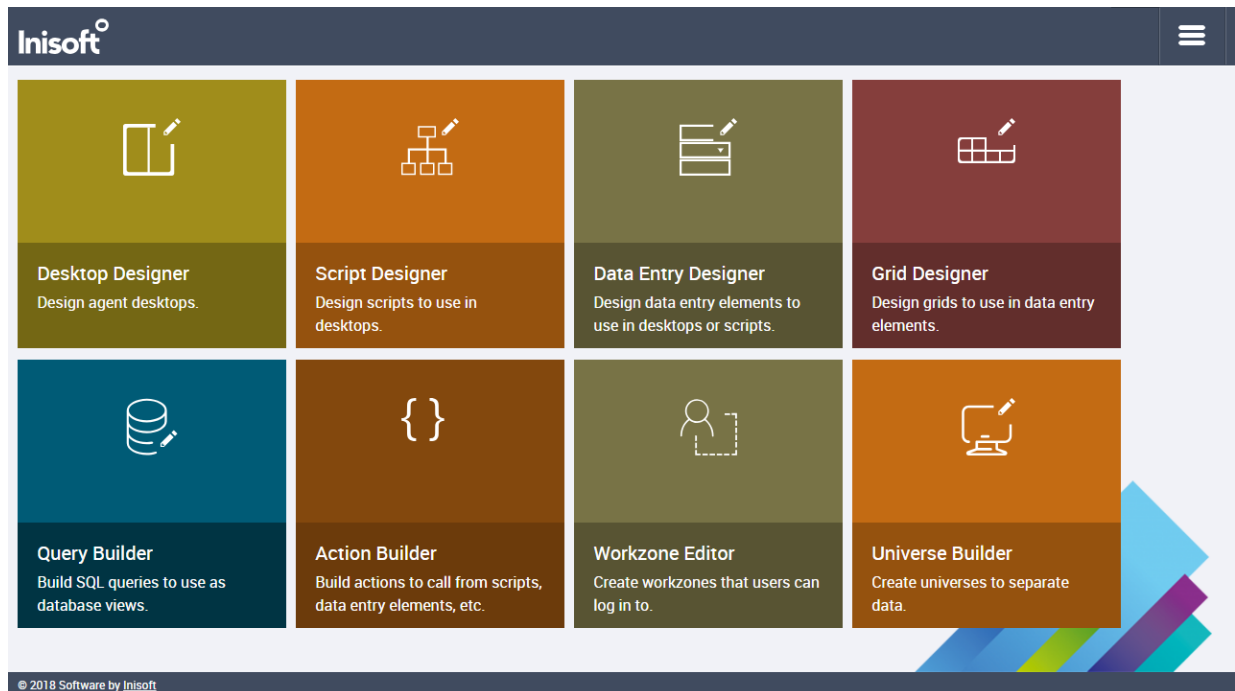 Inisoft
Desktop Designer
Design agent desktops.
Script Designer
Design scripts to use in
desktops.
Data Entry Designer
Design data entry elements to
use in desktops or scripts.
Grid Designer
Design grids to use in data entry
elements.
Query Builder
Build SQL queries to use as
database views.
Action Builder
Build actions to call from scripts,
data entry elements, etc.
Workzone Editor
Create workzones that users can
log in to.
Universe Builder
Create universes to separate
data.
© 2018 Software by Inisoft